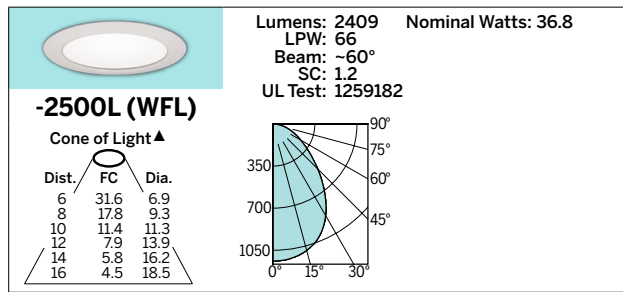 -2500L (WFL)
Cone of Light▲
Dist. FC Dia.
6 31.6 6.9
8 17.8 9.3
10 11.4 11.3
12 7.9 13.9
14 5.8 16.2
16 4.5 18.5
Lumens: 2409 Nominal Watts: 36.8
LPW: 66
Beam: ~60°
SC: 1.2
UL Test: 1259182
90°
75°
350
60°
700
45°
1050
0° 15° 30°